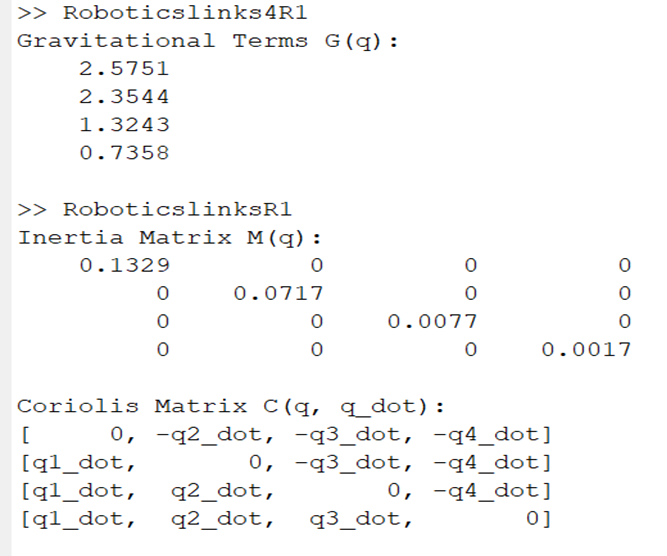 >> Roboticslinks4R1
Gravitational Terms G(q):
    2.5751
    2.3544
    1.3243
    0.7358
>> RoboticslinksR1
Inertia Matrix M(q):
    0.1329         0         0         0
         0    0.0717         0         0
         0         0    0.0077         0
         0         0         0    0.0017
Coriolis Matrix C(q, q_dot):
[      0, -q2_dot, -q3_dot, -q4_dot]
[q1_dot,       0, -q3_dot, -q4_dot]
[q1_dot,  q2_dot,       0, -q4_dot]
[q1_dot,  q2_dot,  q3_dot,       0]